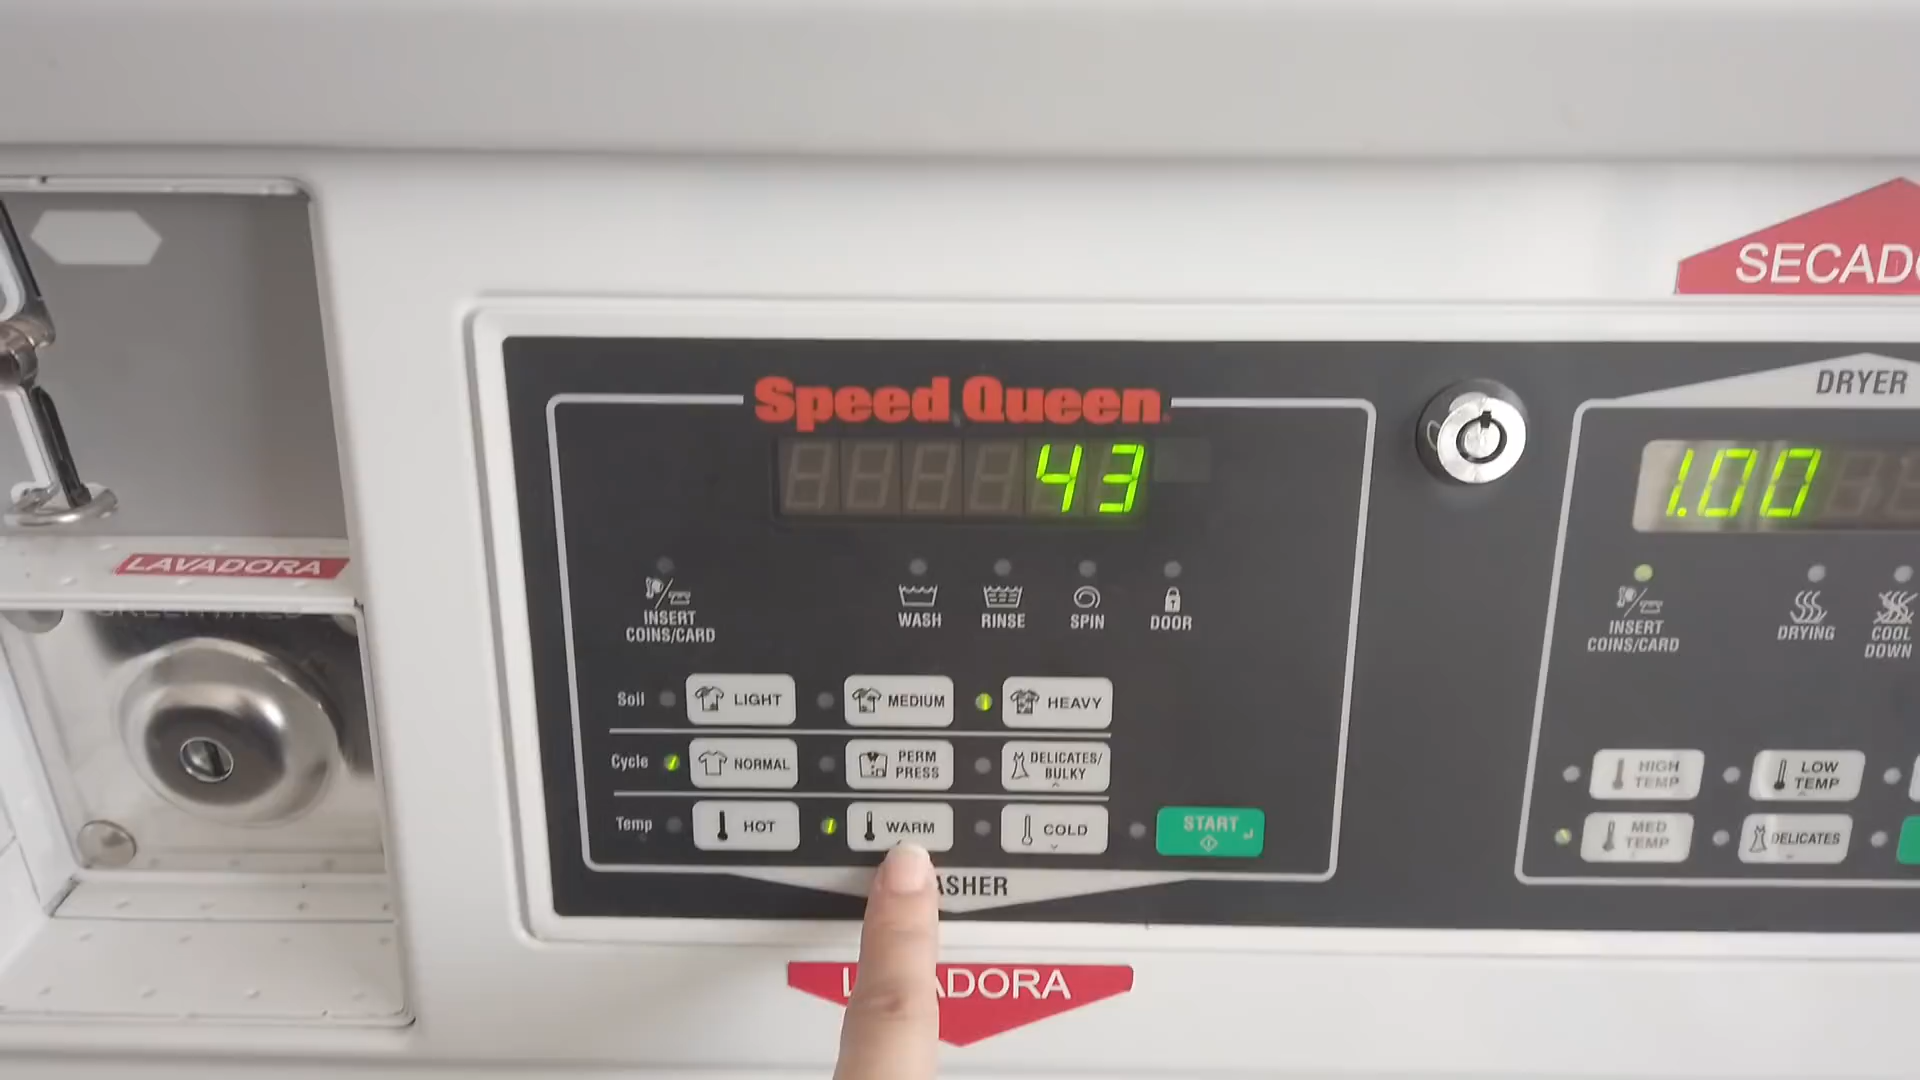 SECADO
Speed Queen
43
DRYER
1.00
LAVADORA
INSERT
COINS/CARD
WASH
RINSE
SPIN
DOOR
INSERT
COINS/CARD
DRYING
COOL
DOWN
Soil
LIGHT
MEDIUM
HEAVY
Cycle
NORMAL
PERM
PRESS
DELICATES/
BULKY
HIGH
TEMP
LOW
TEMP
Temp
HOT
WARM
COLD
START
MED
TEMP
DELICATES
ASHER
L ADORA